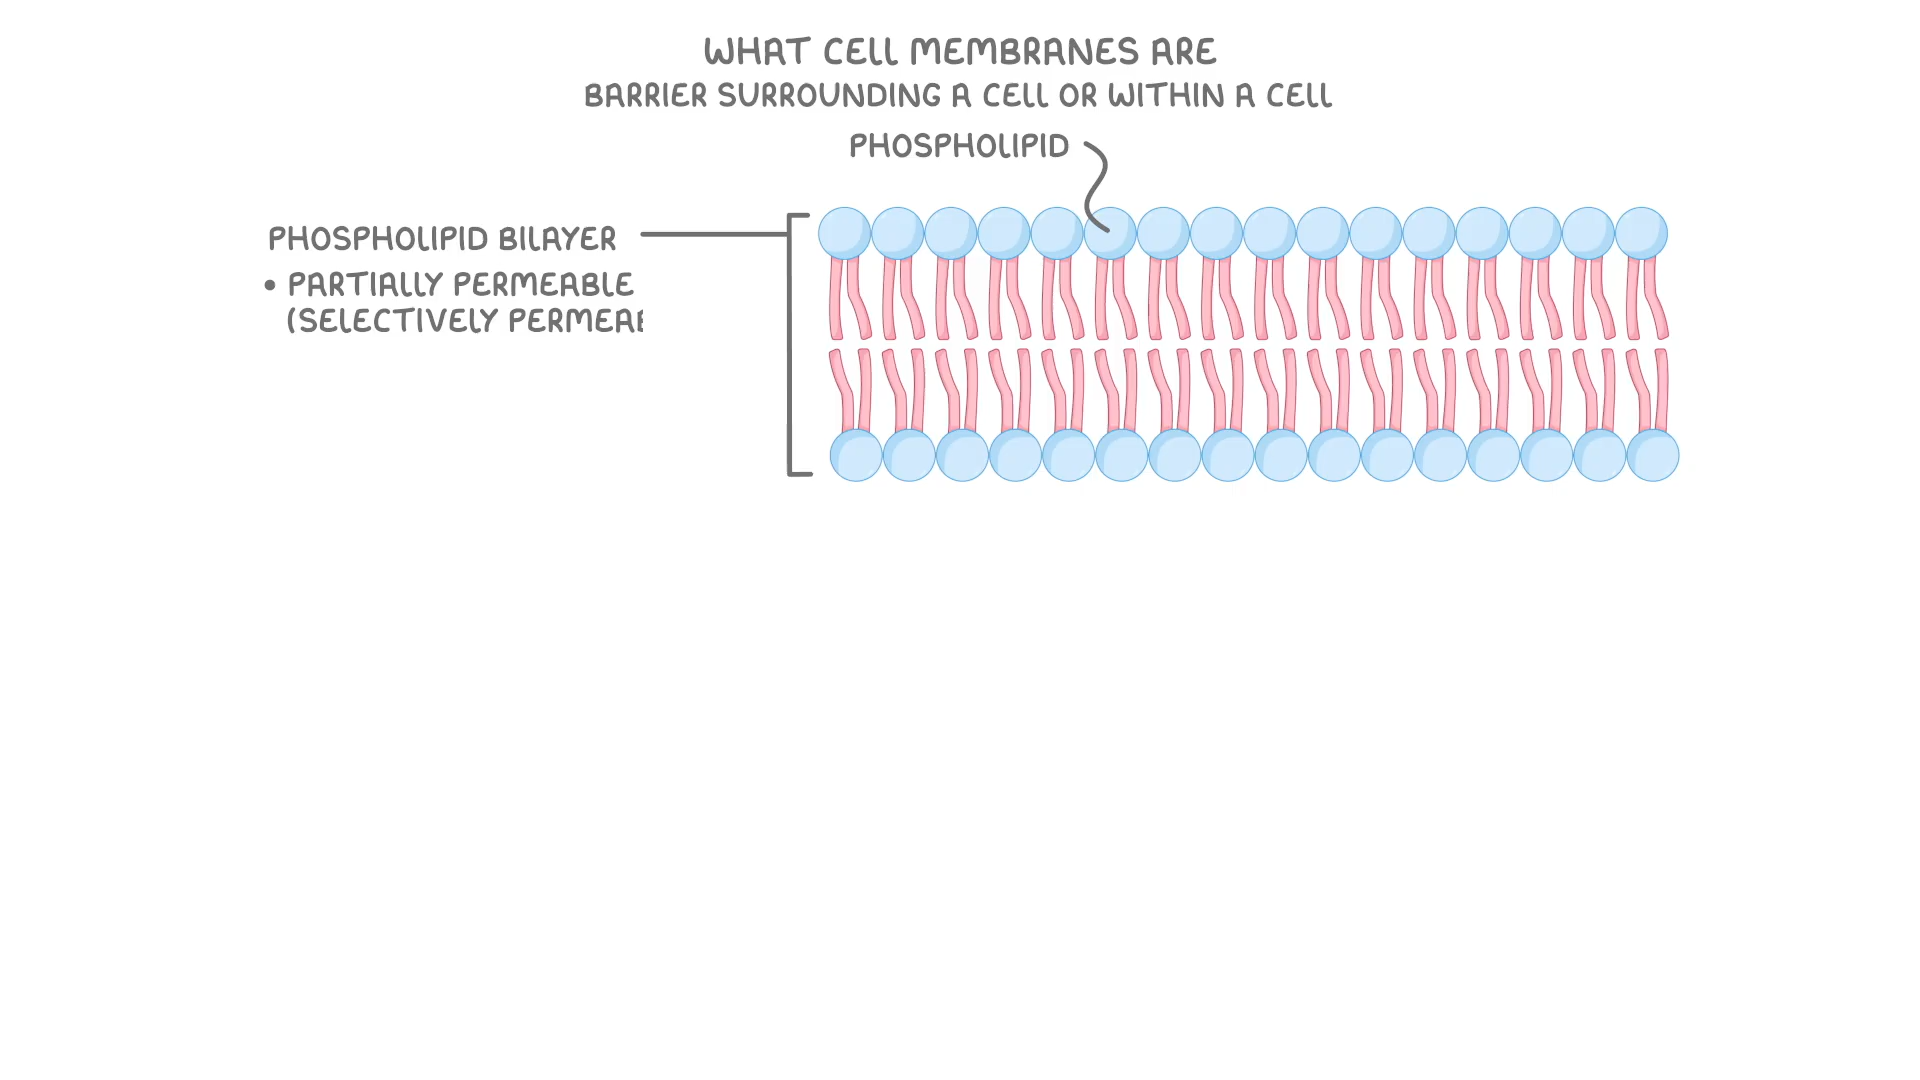 WHAT CELL MEMBRANES ARE
BARRIER SURROUNDING A CELL OR WITHIN A CELL
PHOSPHOLIPID
PHOSPHOLIPID BILAYER
• PARTIALLY PERMEABLE
(SELECTIVELY